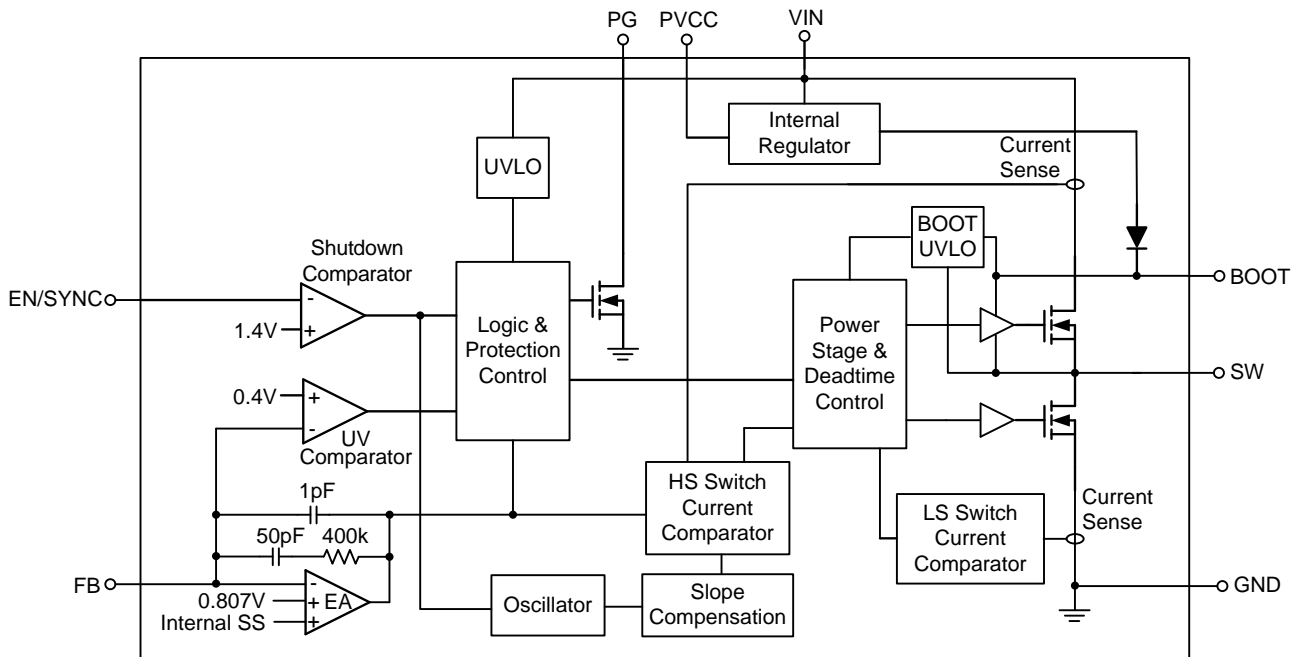 PG
PVCC
VIN
Internal
Regulator
UVLO
Current
Sense
BOOT
UVLO
Shutdown
Comparator
EN/SYNC
-
1.4V
+
Logic &
Protection
Control
Power
Stage &
Deadtime
Control
BOOT
SW
0.4V
+
-
UV
Comparator
1pF
50pF
400k
HS Switch
Current
Comparator
LS Switch
Current
Comparator
Current
Sense
FB
-
0.807V
+
EA
Internal SS
+
Oscillator
Slope
Compensation
GND